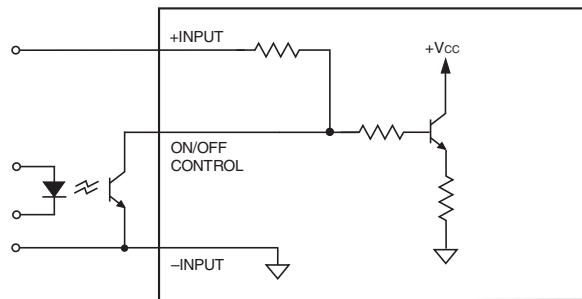 +INPUT
+VCC
ON/OFF
CONTROL
–INPUT